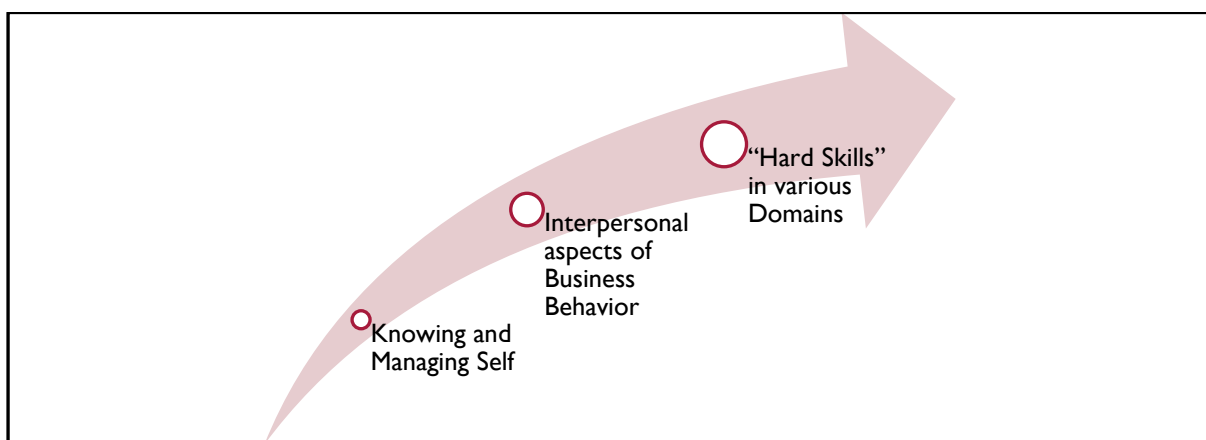 “Hard Skills”
in various
Domains
Interpersonal
aspects of
Business
Behavior
Knowing and
Managing Self